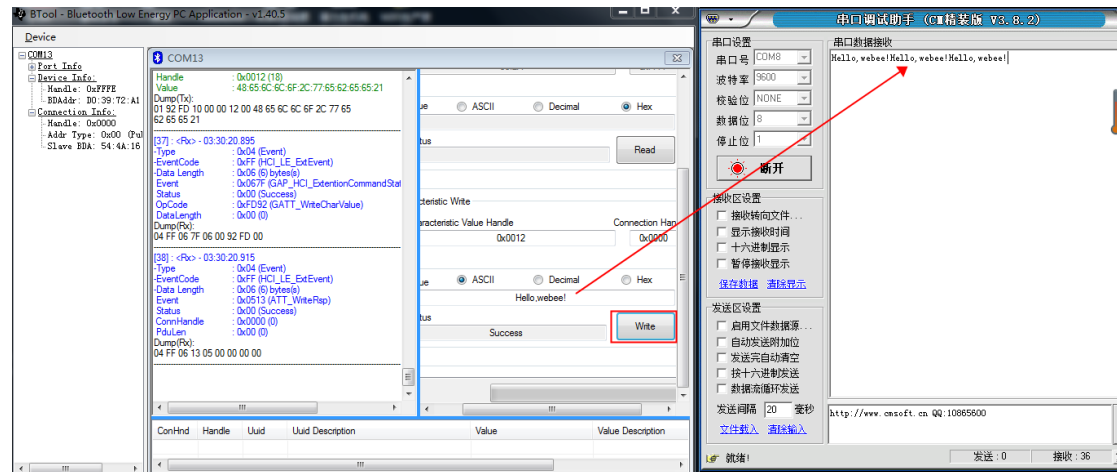 BTool - Bluetooth Low Energy PC Application - v1.40.5
Device
COM13
Port Info
Device Info:
Handle: 0xFFFE
BDAddr: D0:39:72:A1
Connection Info:
Handle: 0x0000
Addr Type: 0x00 (Pul
Slave BDA: 54:4A:16
COM13
Handle : 0x0012 (18)
Value : 48:65:6C:6C:6F:2C:77:65:62:65:65:21
Dump(Tx):
01 92 FD 10 00 00 12 00 48 65 6C 6C 6F 2C 77 65
62 65 65 21
[37] : <Rx> - 03:30:20.895
-Type : 0x04 (Event)
-EventCode : 0xFF (HCI_LE_ExtEvent)
-Data Length : 0x06 (6) bytes(s)
Event : 0x067F (GAP_HCI_ExtentionCommandStat
Status : 0x00 (Success)
OpCode : 0xFD92 (GATT_WriteCharValue)
DataLength : 0x00 (0)
Dump(Rx):
04 FF 06 7F 06 00 92 FD 00
[38] : <Rx> - 03:30:20.915
-Type : 0x04 (Event)
-EventCode : 0xFF (HCI_LE_ExtEvent)
-Data Length : 0x06 (6) bytes(s)
Event : 0x0513 (ATT_WriteRsp)
Status : 0x00 (Success)
ConnHandle : 0x0000 (0)
PduLen : 0x00 (0)
Dump(Rx):
04 FF 06 13 05 00 00 00 00
ue ASCII Decimal Hex
tus
Read
cteristic Write
aracteristic Value Handle Connection Han
0x0012 0x0000
ue ASCII Decimal Hex
Hello,webee!
tus
Success
Write
ConHnd Handle Uuid Uuid Description Value Value Description
串口调试助手 (CM精装版 V3.8.2)
串口设置
串口号 COM8
波特率 9600
校验位 NONE
数据位 8
停止位 1
断开
接收区设置
接收转向文件...
显示接收时间
十六进制显示
暂停接收显示
保存数据 清除显示
发送区设置
启用文件数据源...
自动发送附加位
发送完自动清空
按十六进制发送
数据流循环发送
发送间隔 20 毫秒
文件载入 清除输入
串口数据接收
Hello,webee!Hello,webee!Hello,webee!
http://www.cmsoft.cn QQ:10865600
就绪! 发送:0 接收:36